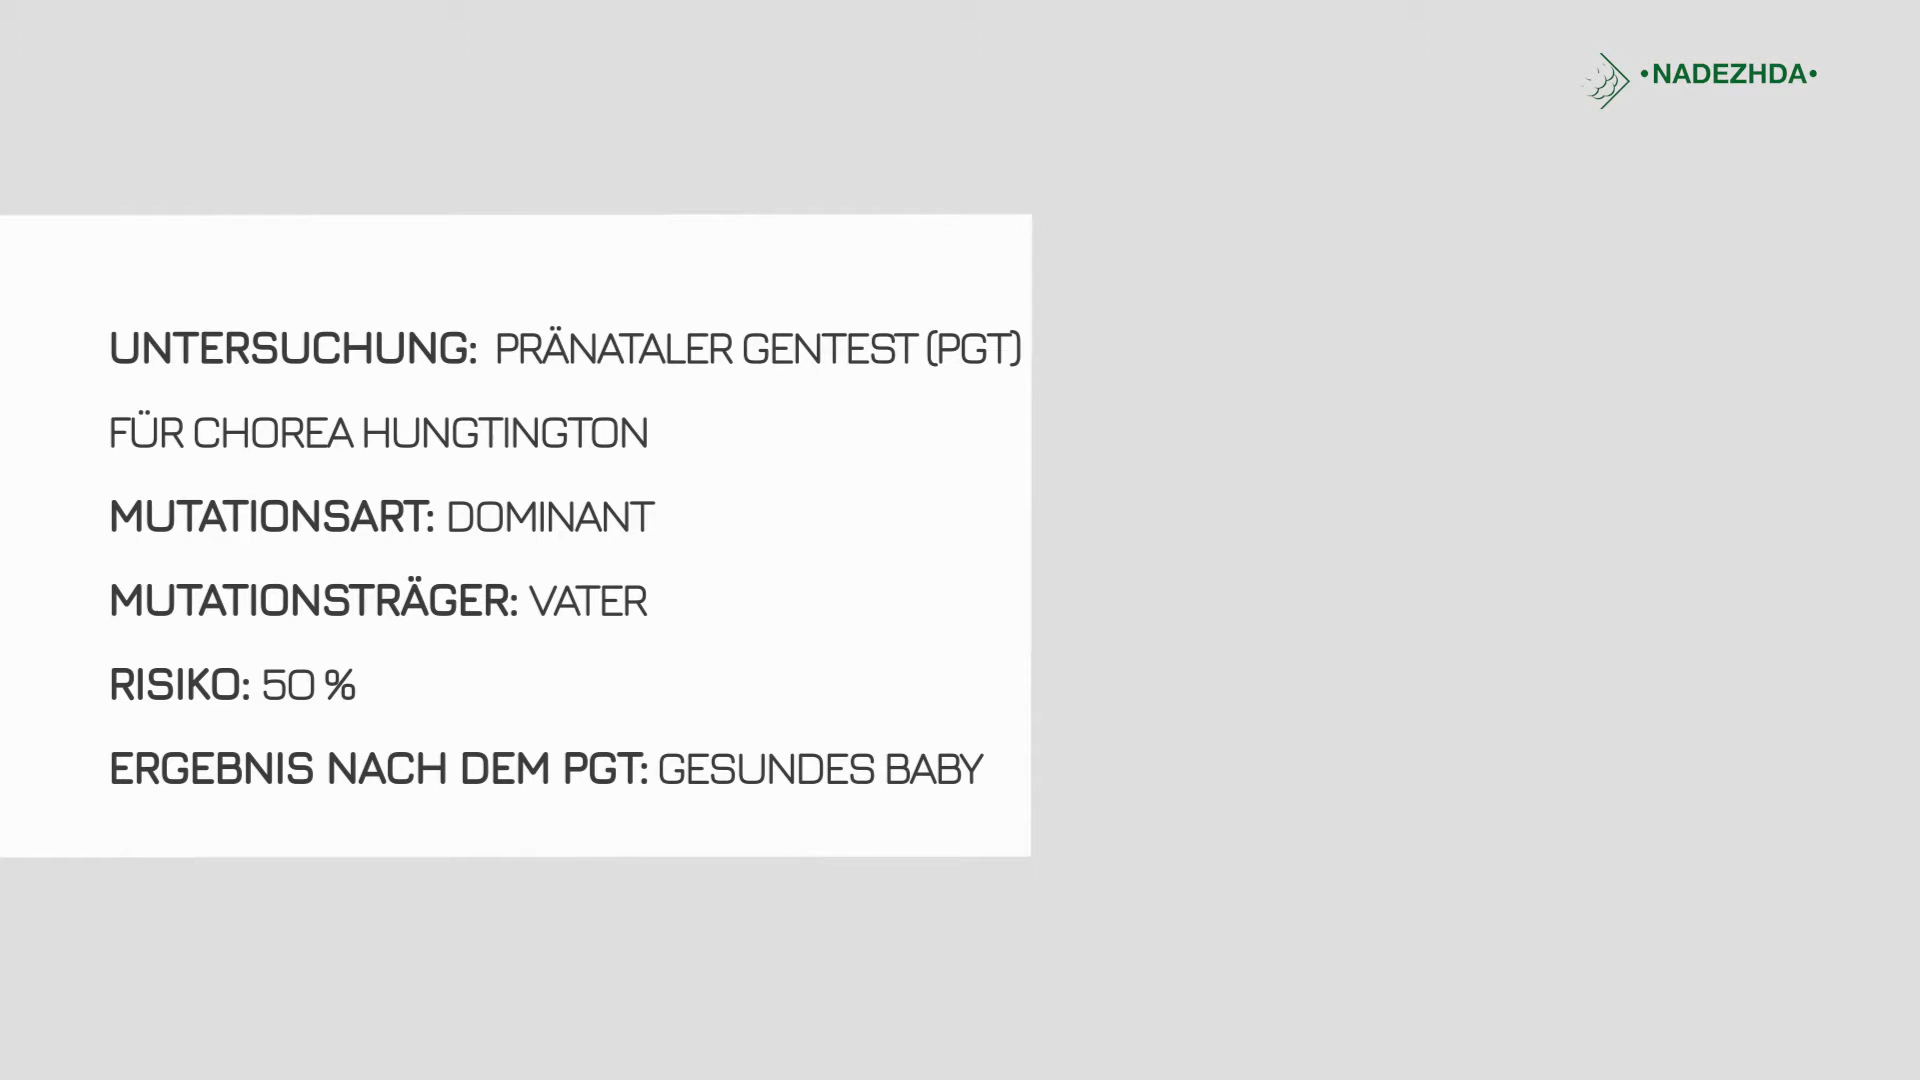 •NADEZHDA•
UNTERSUCHUNG: PRÄNATALER GENTEST (PGT)
FÜR CHOREA HUNGTINGTON
MUTATIONSART: DOMINANT
MUTATIONSTRÄGER: VATER
RISIKO: 50 %
ERGEBNIS NACH DEM PGT: GESUNDES BABY